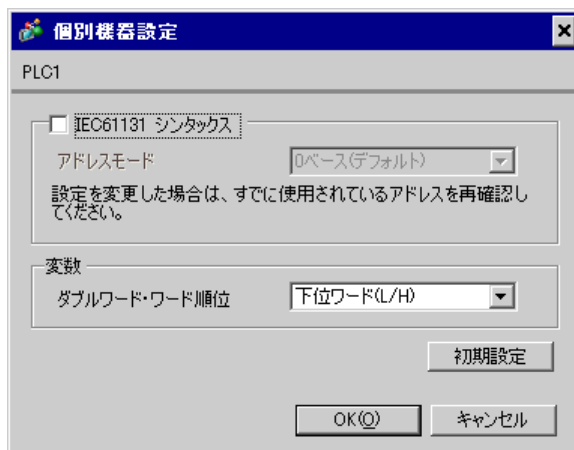 個別機器設定
PLC1
IEC61131 シンタックス
アドレスモード
0ベース(デフォルト)
設定を変更した場合は、すでに使用されているアドレスを再確認し
てください。
変数
ダブルワード・ワード順位
下位ワード(L/H)
初期設定
OK(O)
キャンセル